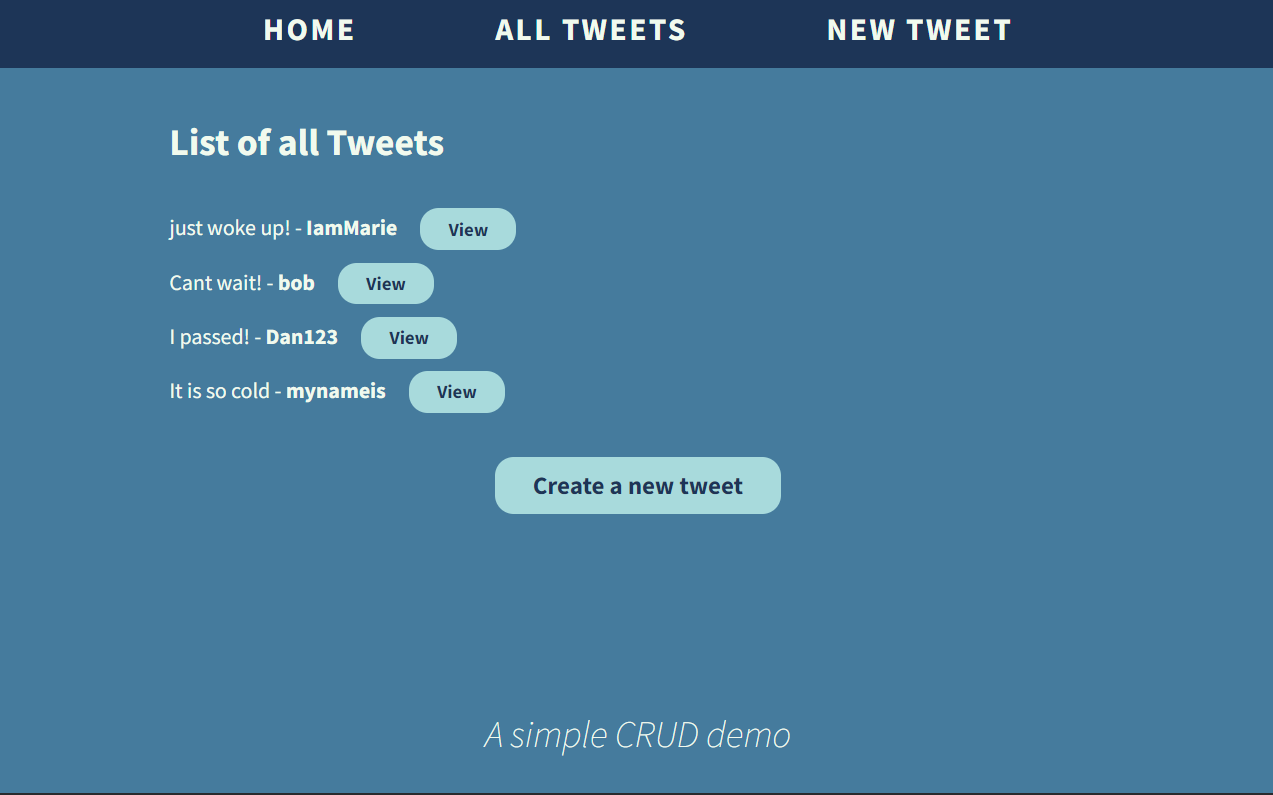 HOME ALL TWEETS NEW TWEET
List of all Tweets
just woke up! - IamMarie View
Cant wait! - bob View
I passed! - Dan123 View
It is so cold - mynameis View
Create a new tweet
A simple CRUD demo